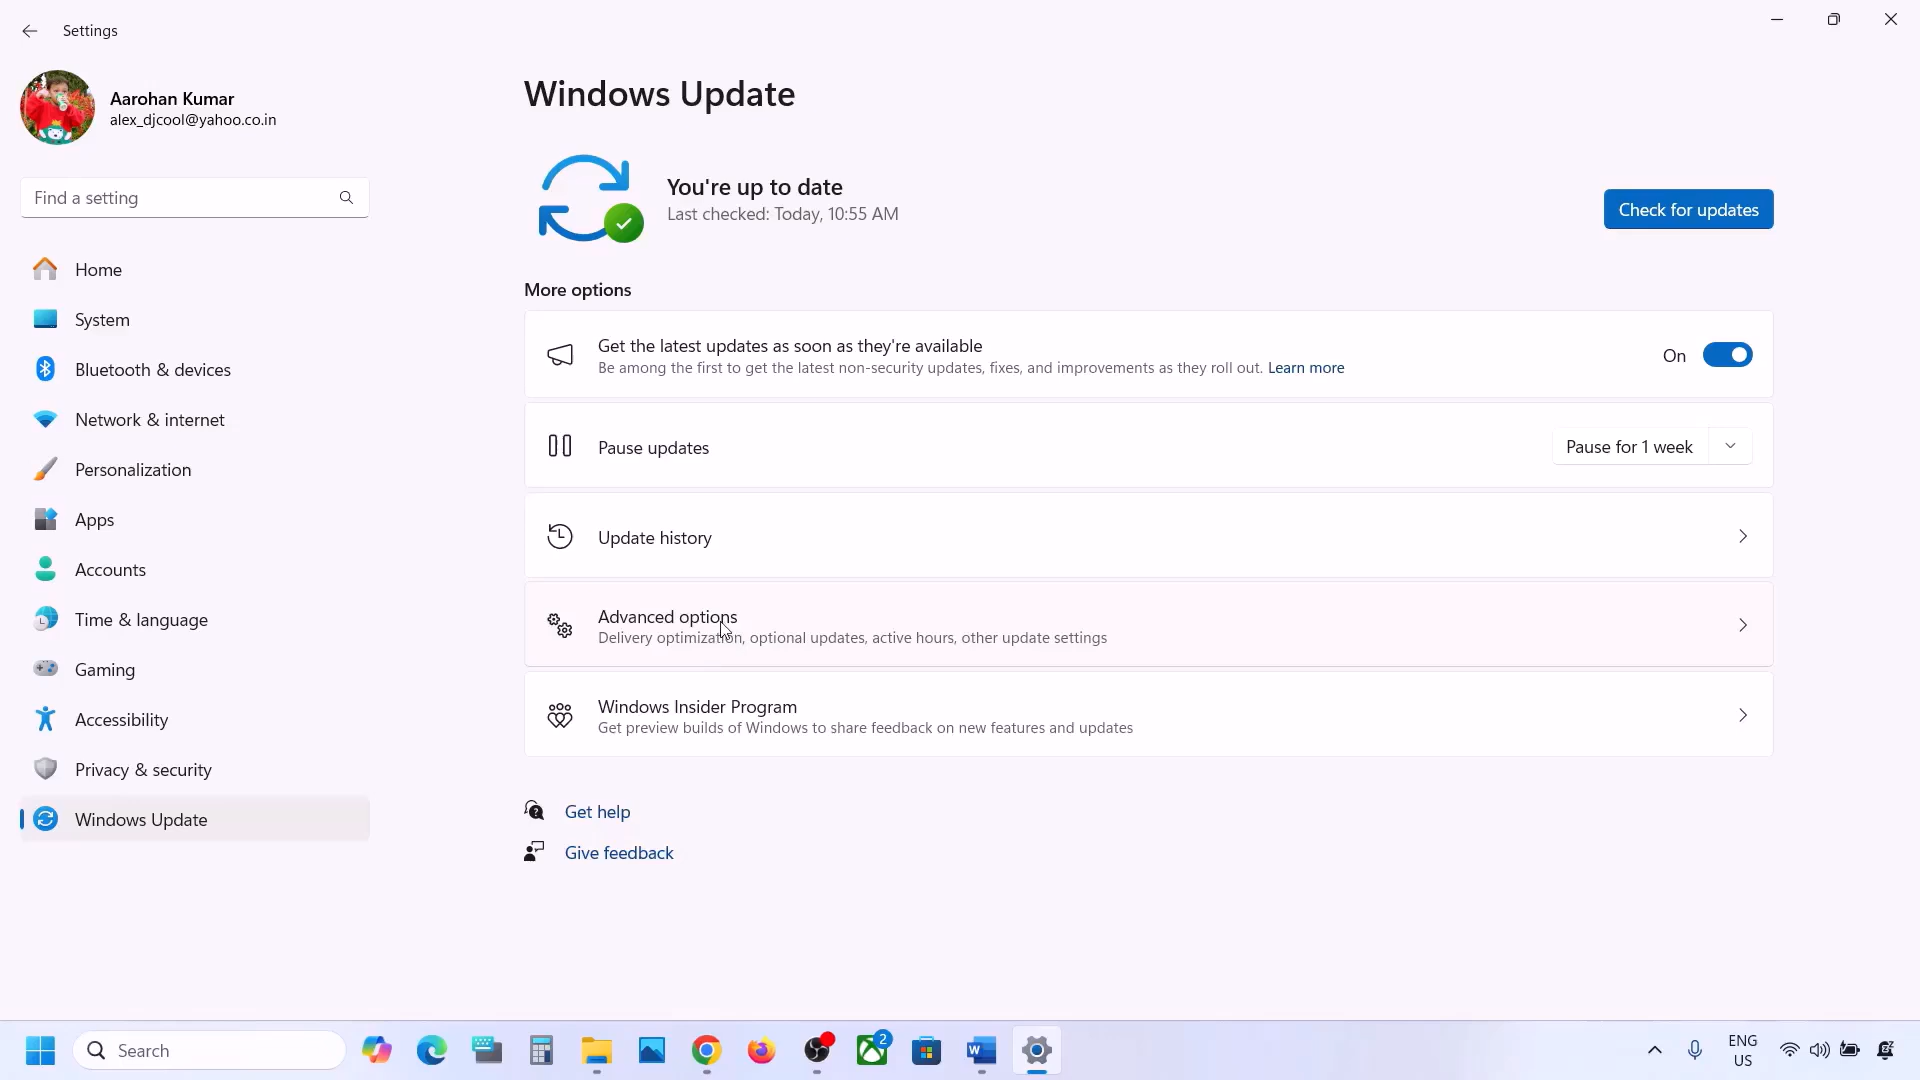 Settings
Aarohan Kumar
alex_djcool@yahoo.co.in
Find a setting
Home
System
Bluetooth & devices
Network & internet
Personalization
Apps
Accounts
Time & language
Gaming
Accessibility
Privacy & security
Windows Update
Windows Update
You're up to date
Last checked: Today, 10:55 AM
Check for updates
More options
Get the latest updates as soon as they're available
Be among the first to get the latest non-security updates, fixes, and improvements as they roll out. Learn more
On
Pause updates
Pause for 1 week
Update history
Advanced options
Delivery optimization, optional updates, active hours, other update settings
Windows Insider Program
Get preview builds of Windows to share feedback on new features and updates
Get help
Give feedback
Search
2
ENG
US